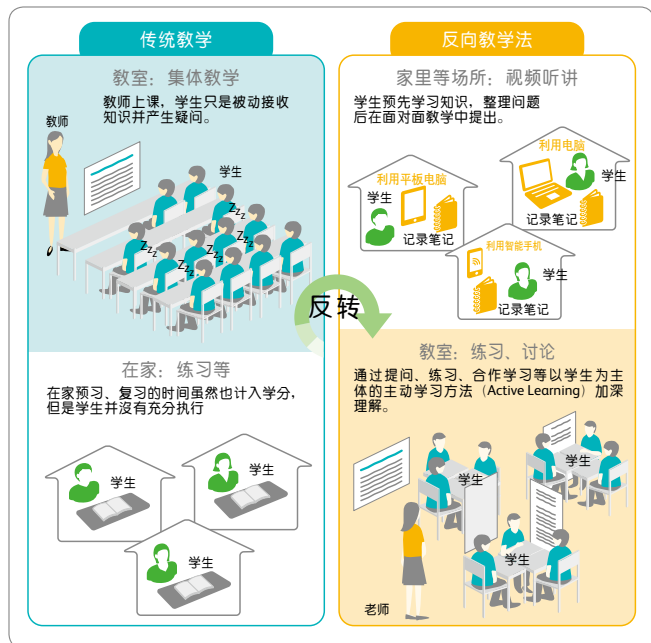 传统教学
教室：集体教学
教师上课，学生只是被动接收
知识并产生疑问。
教师
学生
Zzz
Zzz
Zzz
Zzz
Zzz
在家：练习等
在家预习、复习的时间虽然也计入学分，
但是学生并沒有充分执行
学生
学生
学生
反转
反向教学法
家里等场所：视频听讲
学生预先学习知识，整理问题
后在面对面教学中提出。
利用电脑
学生
记录笔记
利用平板电脑
学生
记录笔记
利用智能手机
学生
记录笔记
教室：练习、讨论
通过提问、练习、合作学习等以学生为主
体的主动学习方法（Active Learning）加深
理解。
学生
学生
学生
老师